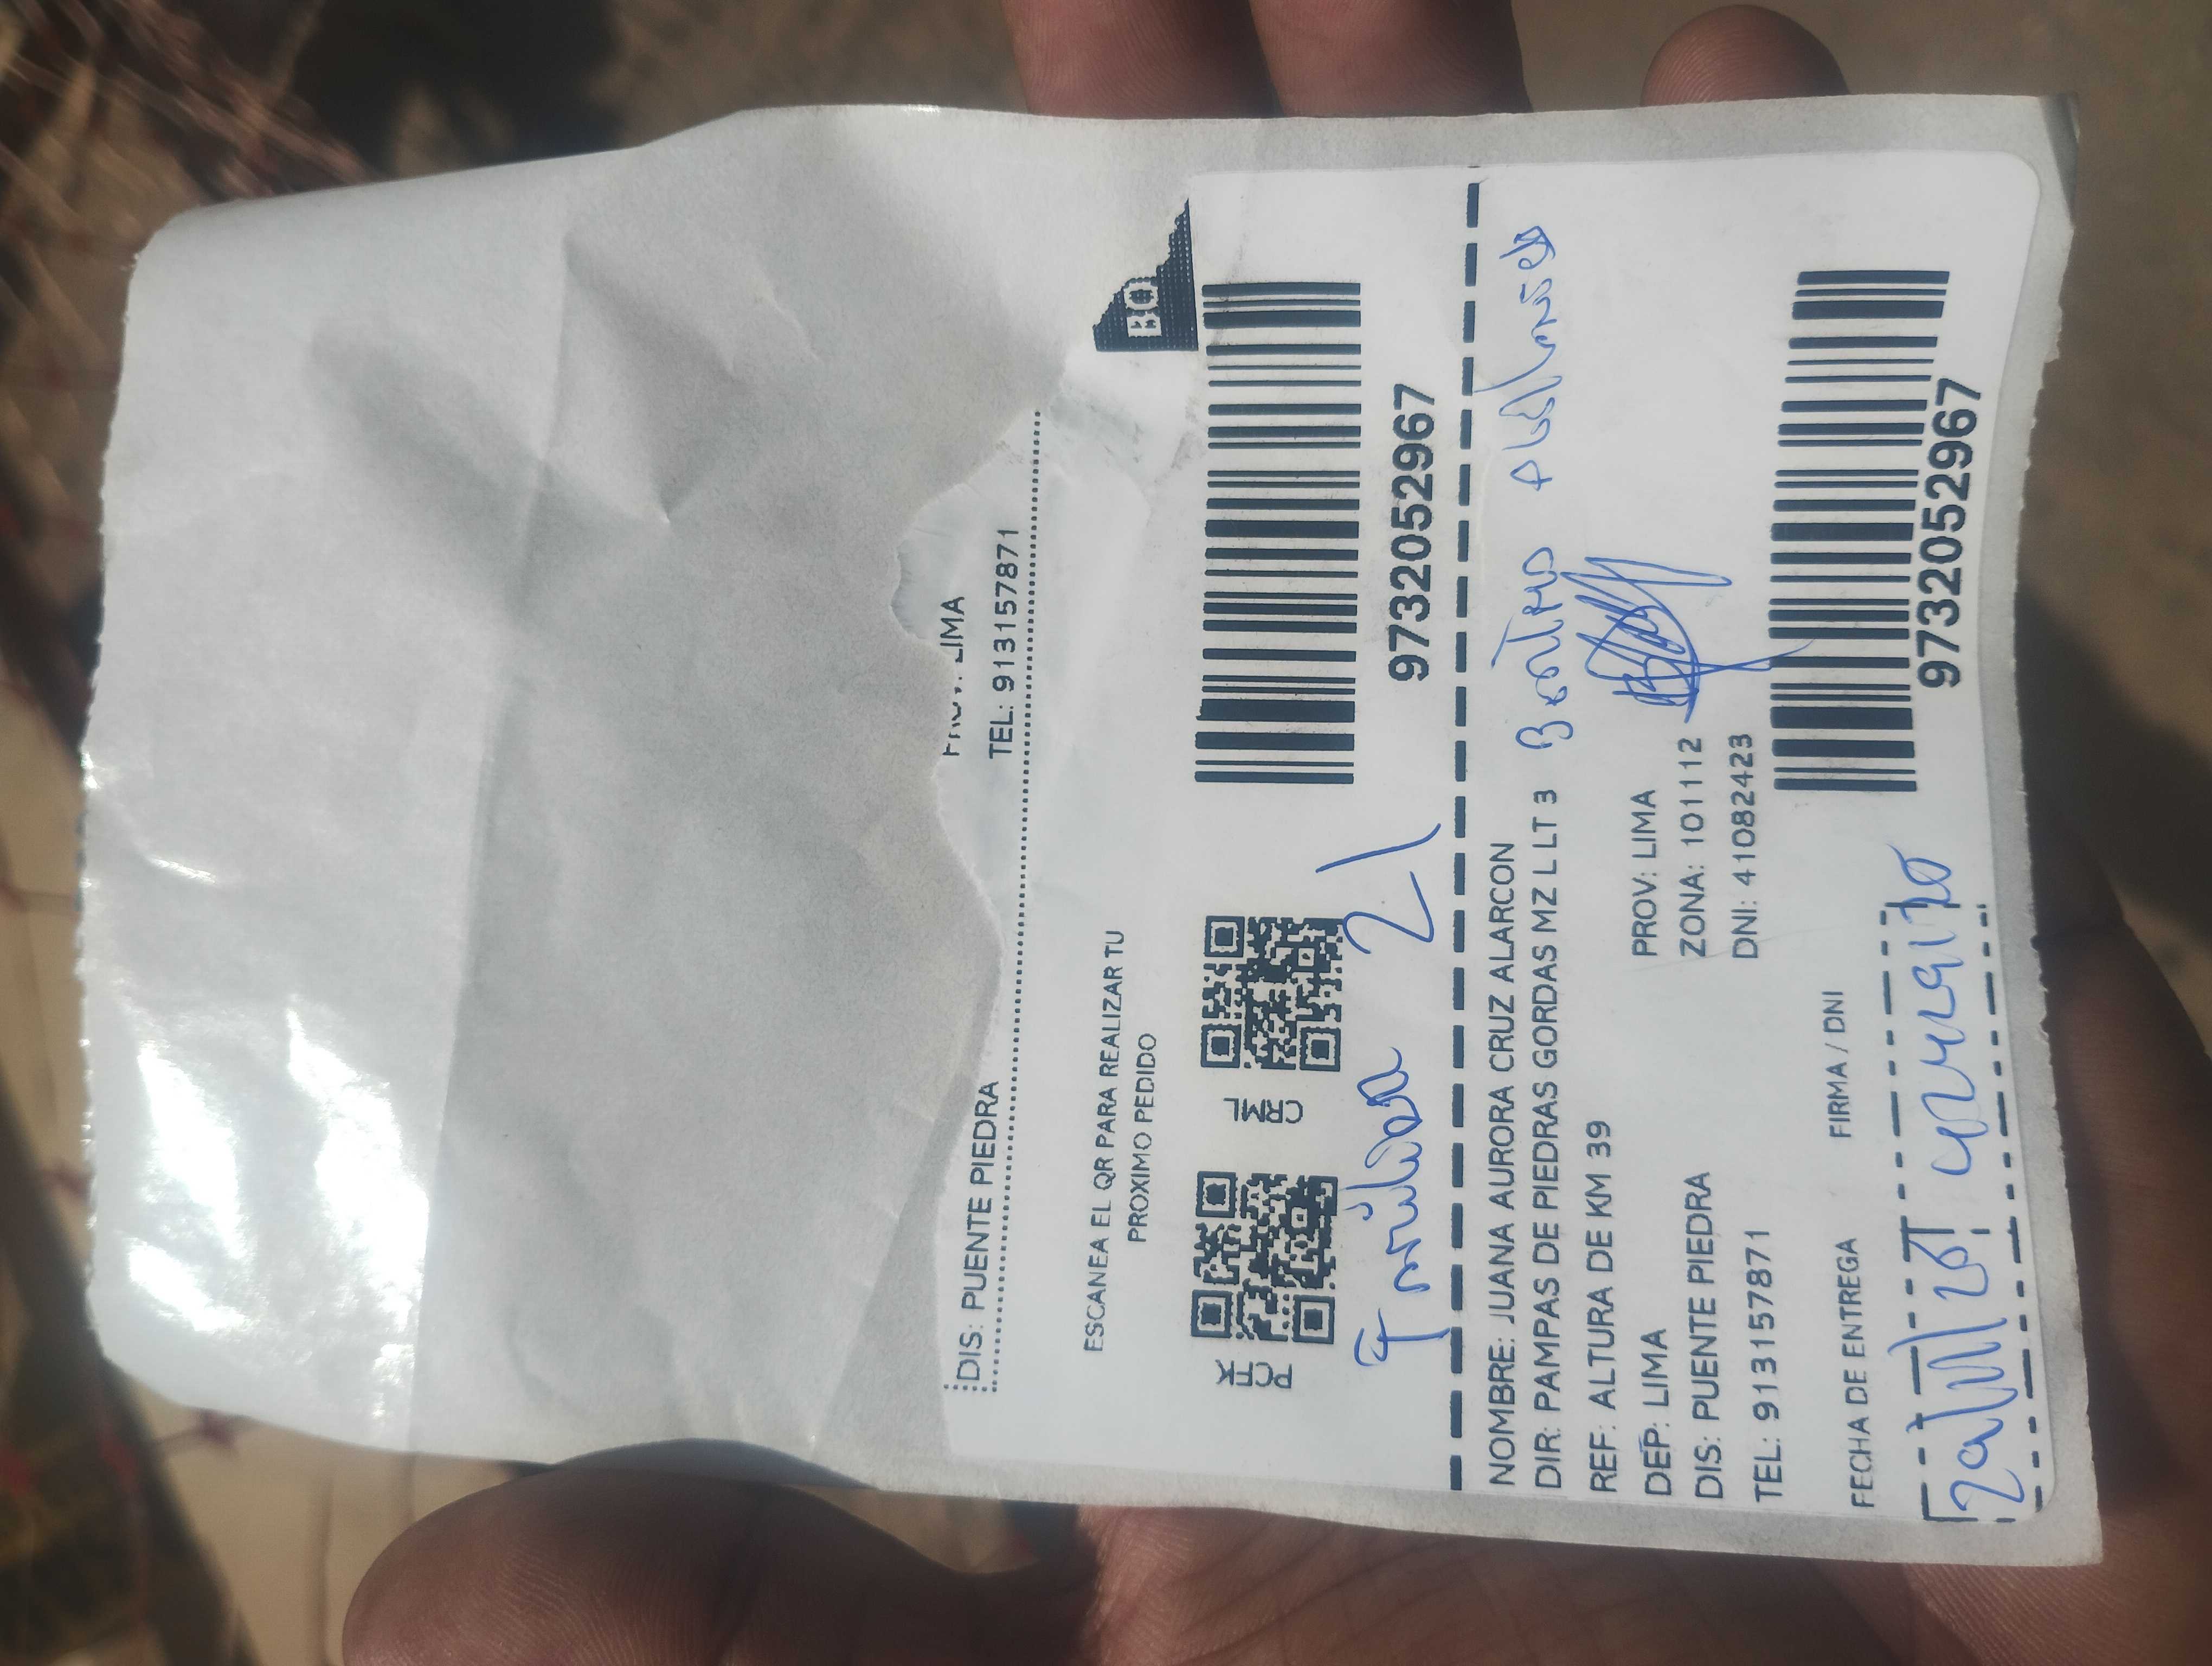 PROV: LIMA
DIS: PUENTE PIEDRA
TEL: 913157871
ESCANEA EL QR PARA REALIZAR TU
PROXIMO PEDIDO
BO
9732052967
21
NOMBRE: JUANA AURORA CRUZ ALARCON
DIR: PAMPAS DE PIEDRAS GORDAS MZ L LT 3
REF: ALTURA DE KM 39
DEP: LIMA
PROV: LIMA
DIS: PUENTE PIEDRA
ZONA: 101112
TEL: 913157871
DNI: 41082423
FECHA DE ENTREGA
FIRMA / DNI
9732052967